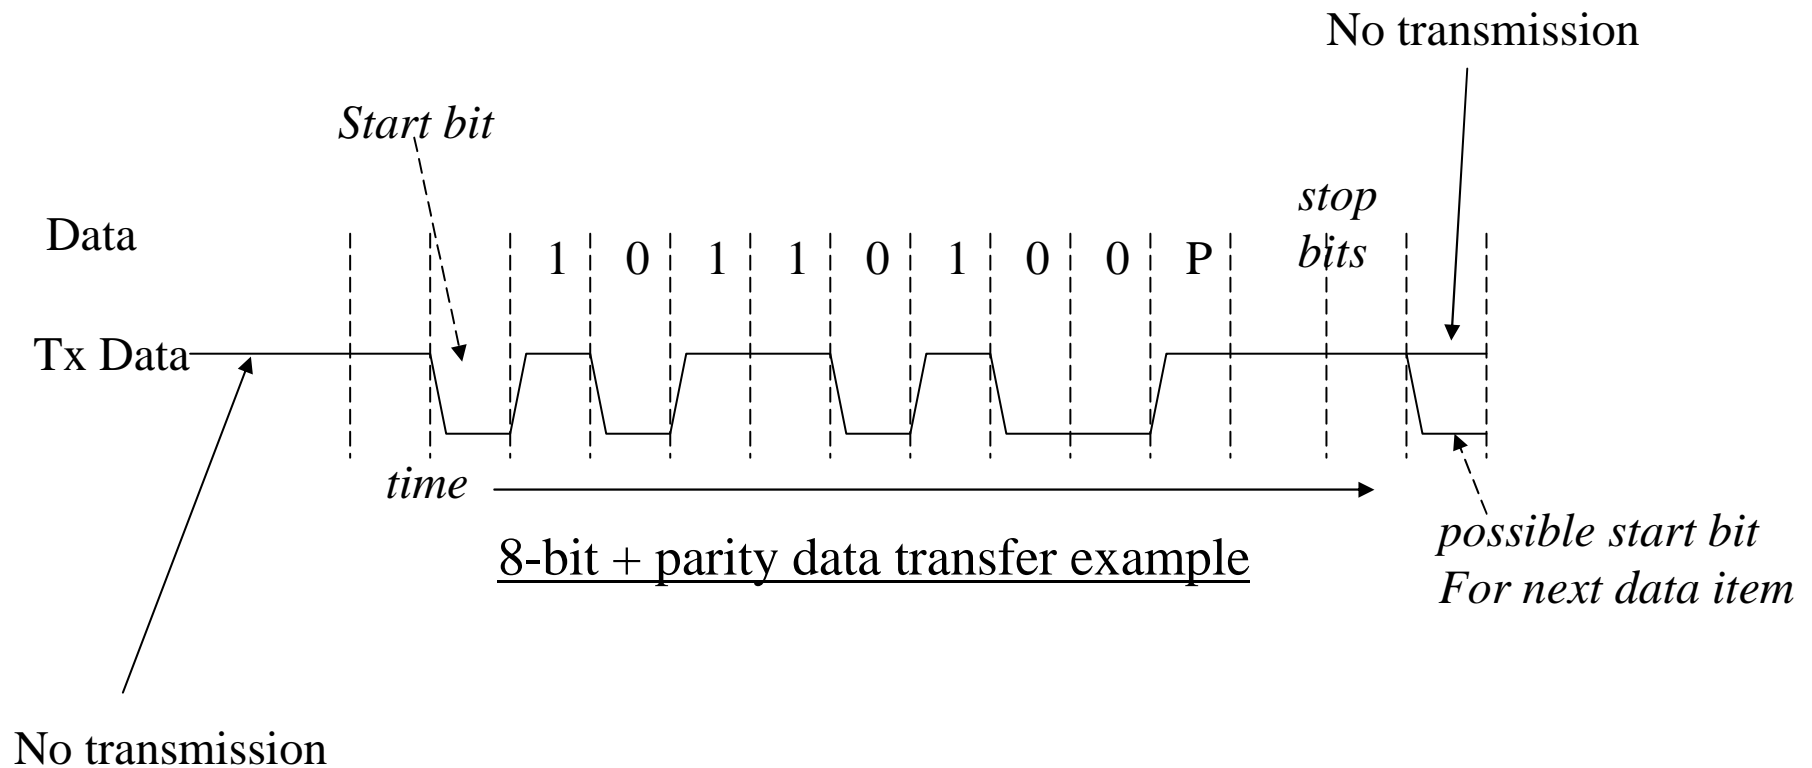 No transmission
Start bit
stop
bits
Data
1 0 1 1 0 1 0 0 P
Tx Data
time
8-bit + parity data transfer example
possible start bit
For next data item
No transmission